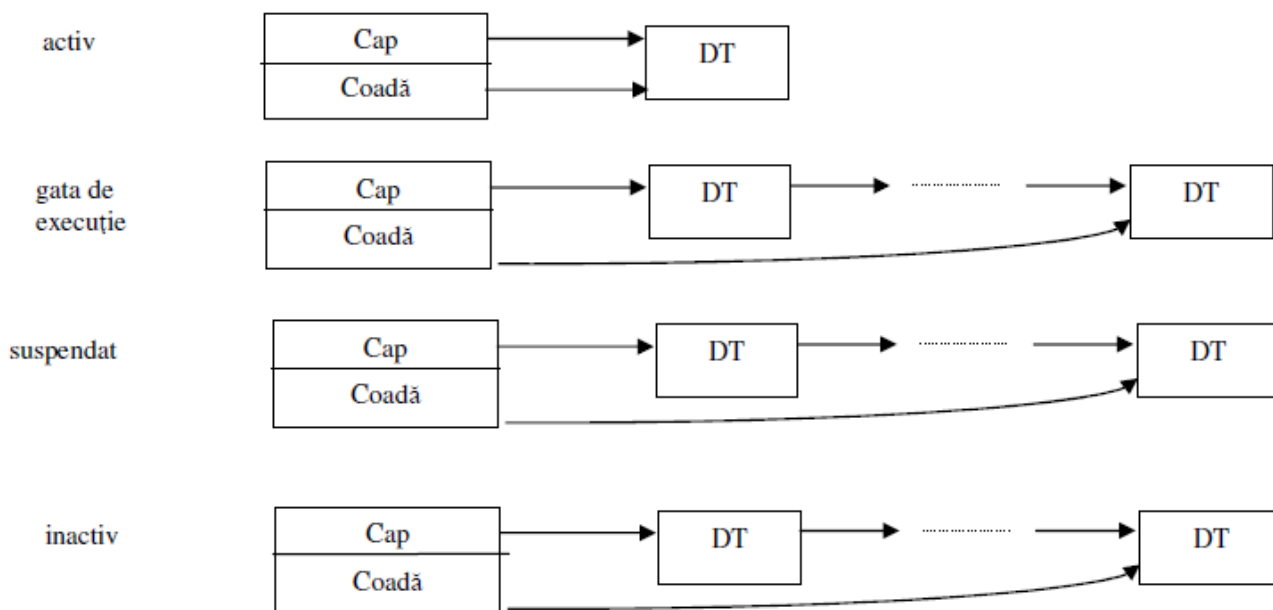 activ
Cap
DT
Coadă
gata de
execuție
Cap
DT
DT
Coadă
suspendat
Cap
DT
DT
Coadă
inactiv
Cap
DT
DT
Coadă